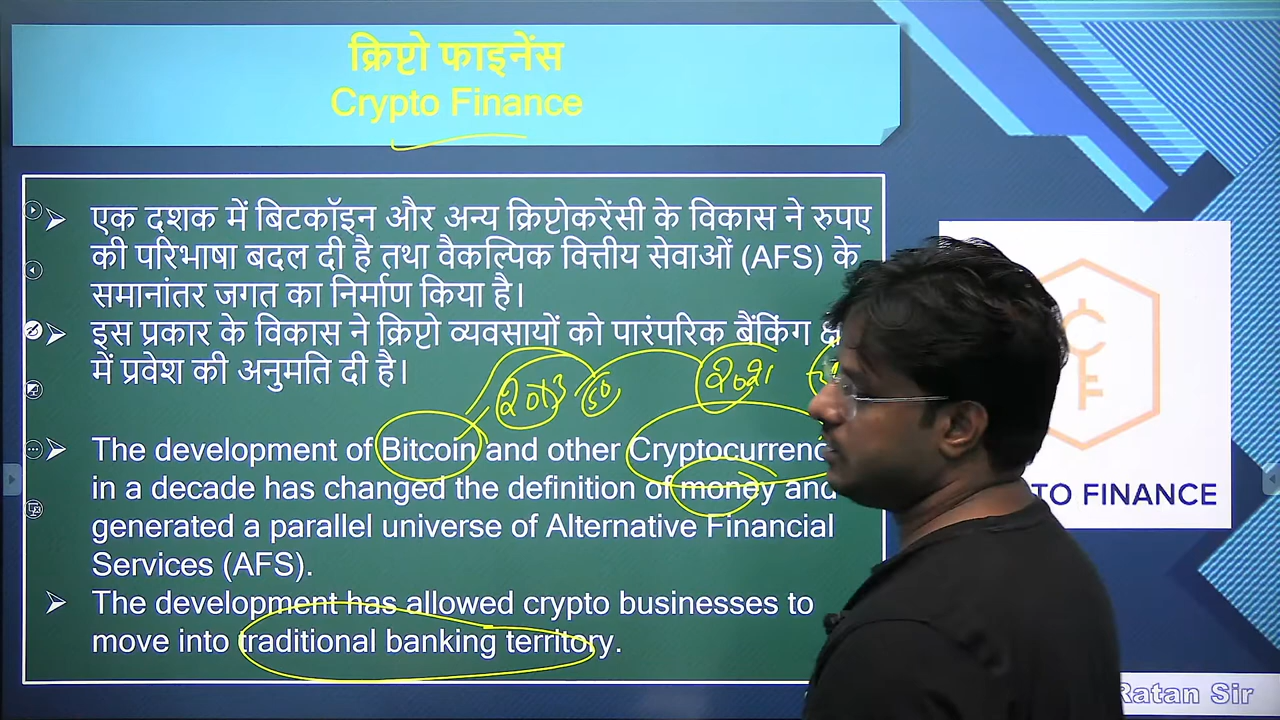 क्रिप्टो फाइनेंस
Crypto Finance
एक दशक में बिटकॉइन और अन्य क्रिप्टोकरेंसी के विकास ने रुपए
की परिभाषा बदल दी है तथा वैकल्पिक वित्तीय सेवाओं (AFS) के
समानांतर जगत का निर्माण किया है।
इस प्रकार के विकास ने क्रिप्टो व्यवसायों को पारंपरिक बैंकिंग
में प्रवेश की अनुमति दी है।
2013 50 2021
The development of Bitcoin and other
in a decade has changed the definition of money and
generated a parallel universe of Alternative Financial
Services (AFS).
The development has allowed crypto businesses to
move into traditional banking territory.
FINANCE
Ratan Sir